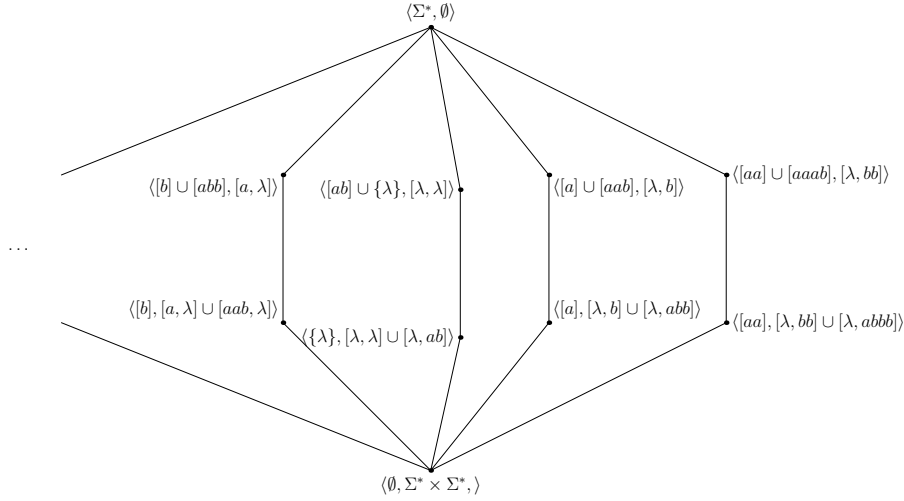 ⟨Σ*, ∅⟩
⟨[b] ∪ [abb], [a, λ]⟩
⟨[ab] ∪ {λ}, [λ, λ]⟩
⟨[a] ∪ [aab], [λ, b]⟩
⟨[aa] ∪ [aaab], [λ, bb]⟩
...
⟨[b], [a, λ] ∪ [aab, λ]⟩
⟨{λ}, [λ, λ] ∪ [λ, ab]⟩
⟨[a], [λ, b] ∪ [λ, abb]⟩
⟨[aa], [λ, bb] ∪ [λ, abbb]⟩
⟨∅, Σ* × Σ*, ⟩